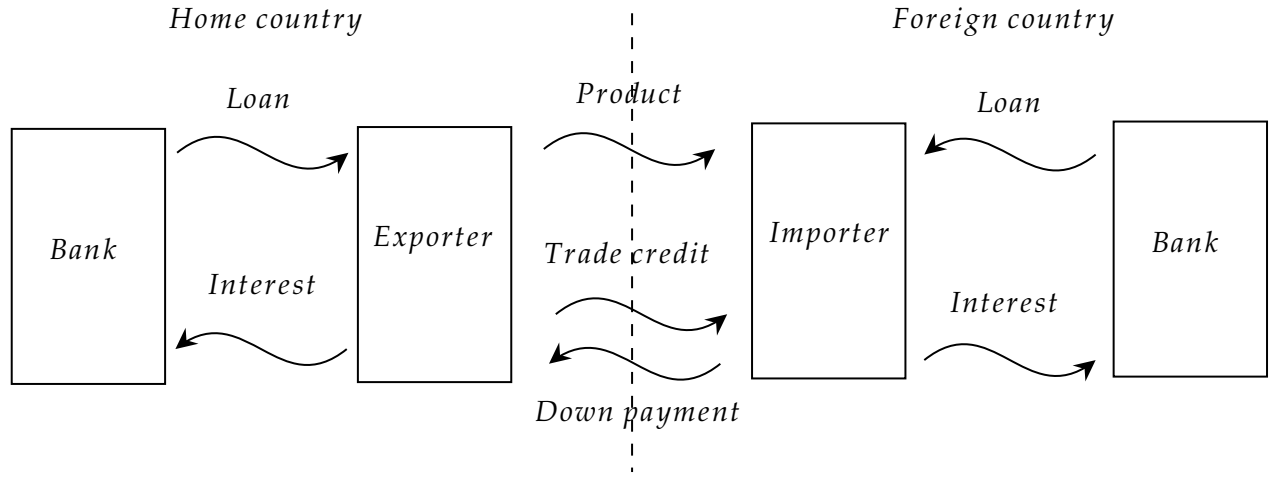 Home country
Foreign country
Loan
Product
Loan
Bank
Exporter
Importer
Bank
Trade credit
Interest
Interest
Down payment